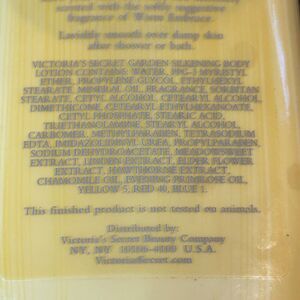 scented with the softly suggestive
fragrance of Warm Embrace.
Lavishly smooth over damp skin
after shower or bath.
VICTORIA'S SECRET GARDEN SILKENING BODY
LOTION CONTAINS: WATER, PPG-3 MYRISTYL
ETHER, PROPYLENE GLYCOL, ETHYLHEXYL
STEARATE, MINERAL OIL, FRAGRANCE, SORBITAN
STEARATE, CETYL ALCOHOL, CETEARYL ALCOHOL,
DIMETHICONE, CETEARYL ETHYLHEXANOATE,
CETYL PHOSPHATE, STEARIC ACID,
TRIETHANOLAMINE, STEARYL ALCOHOL,
CARBOMER, METHYLPARABEN, TETRASODIUM
EDTA, IMIDAZOLIDINYL UREA, PROPYLPARABEN,
SODIUM DEHYDROACETATE, MEADOWSWEET
EXTRACT, LINDEN EXTRACT, ELDER FLOWER
EXTRACT, HAWTHORNE EXTRACT,
CHAMOMILE OIL, EVENING PRIMROSE OIL,
YELLOW 5, RED 40, BLUE 1.
This finished product is not tested on animals.
Distributed by:
Victoria's Secret Beauty Company
NY, NY U.S.A.
VictoriasSecret.com